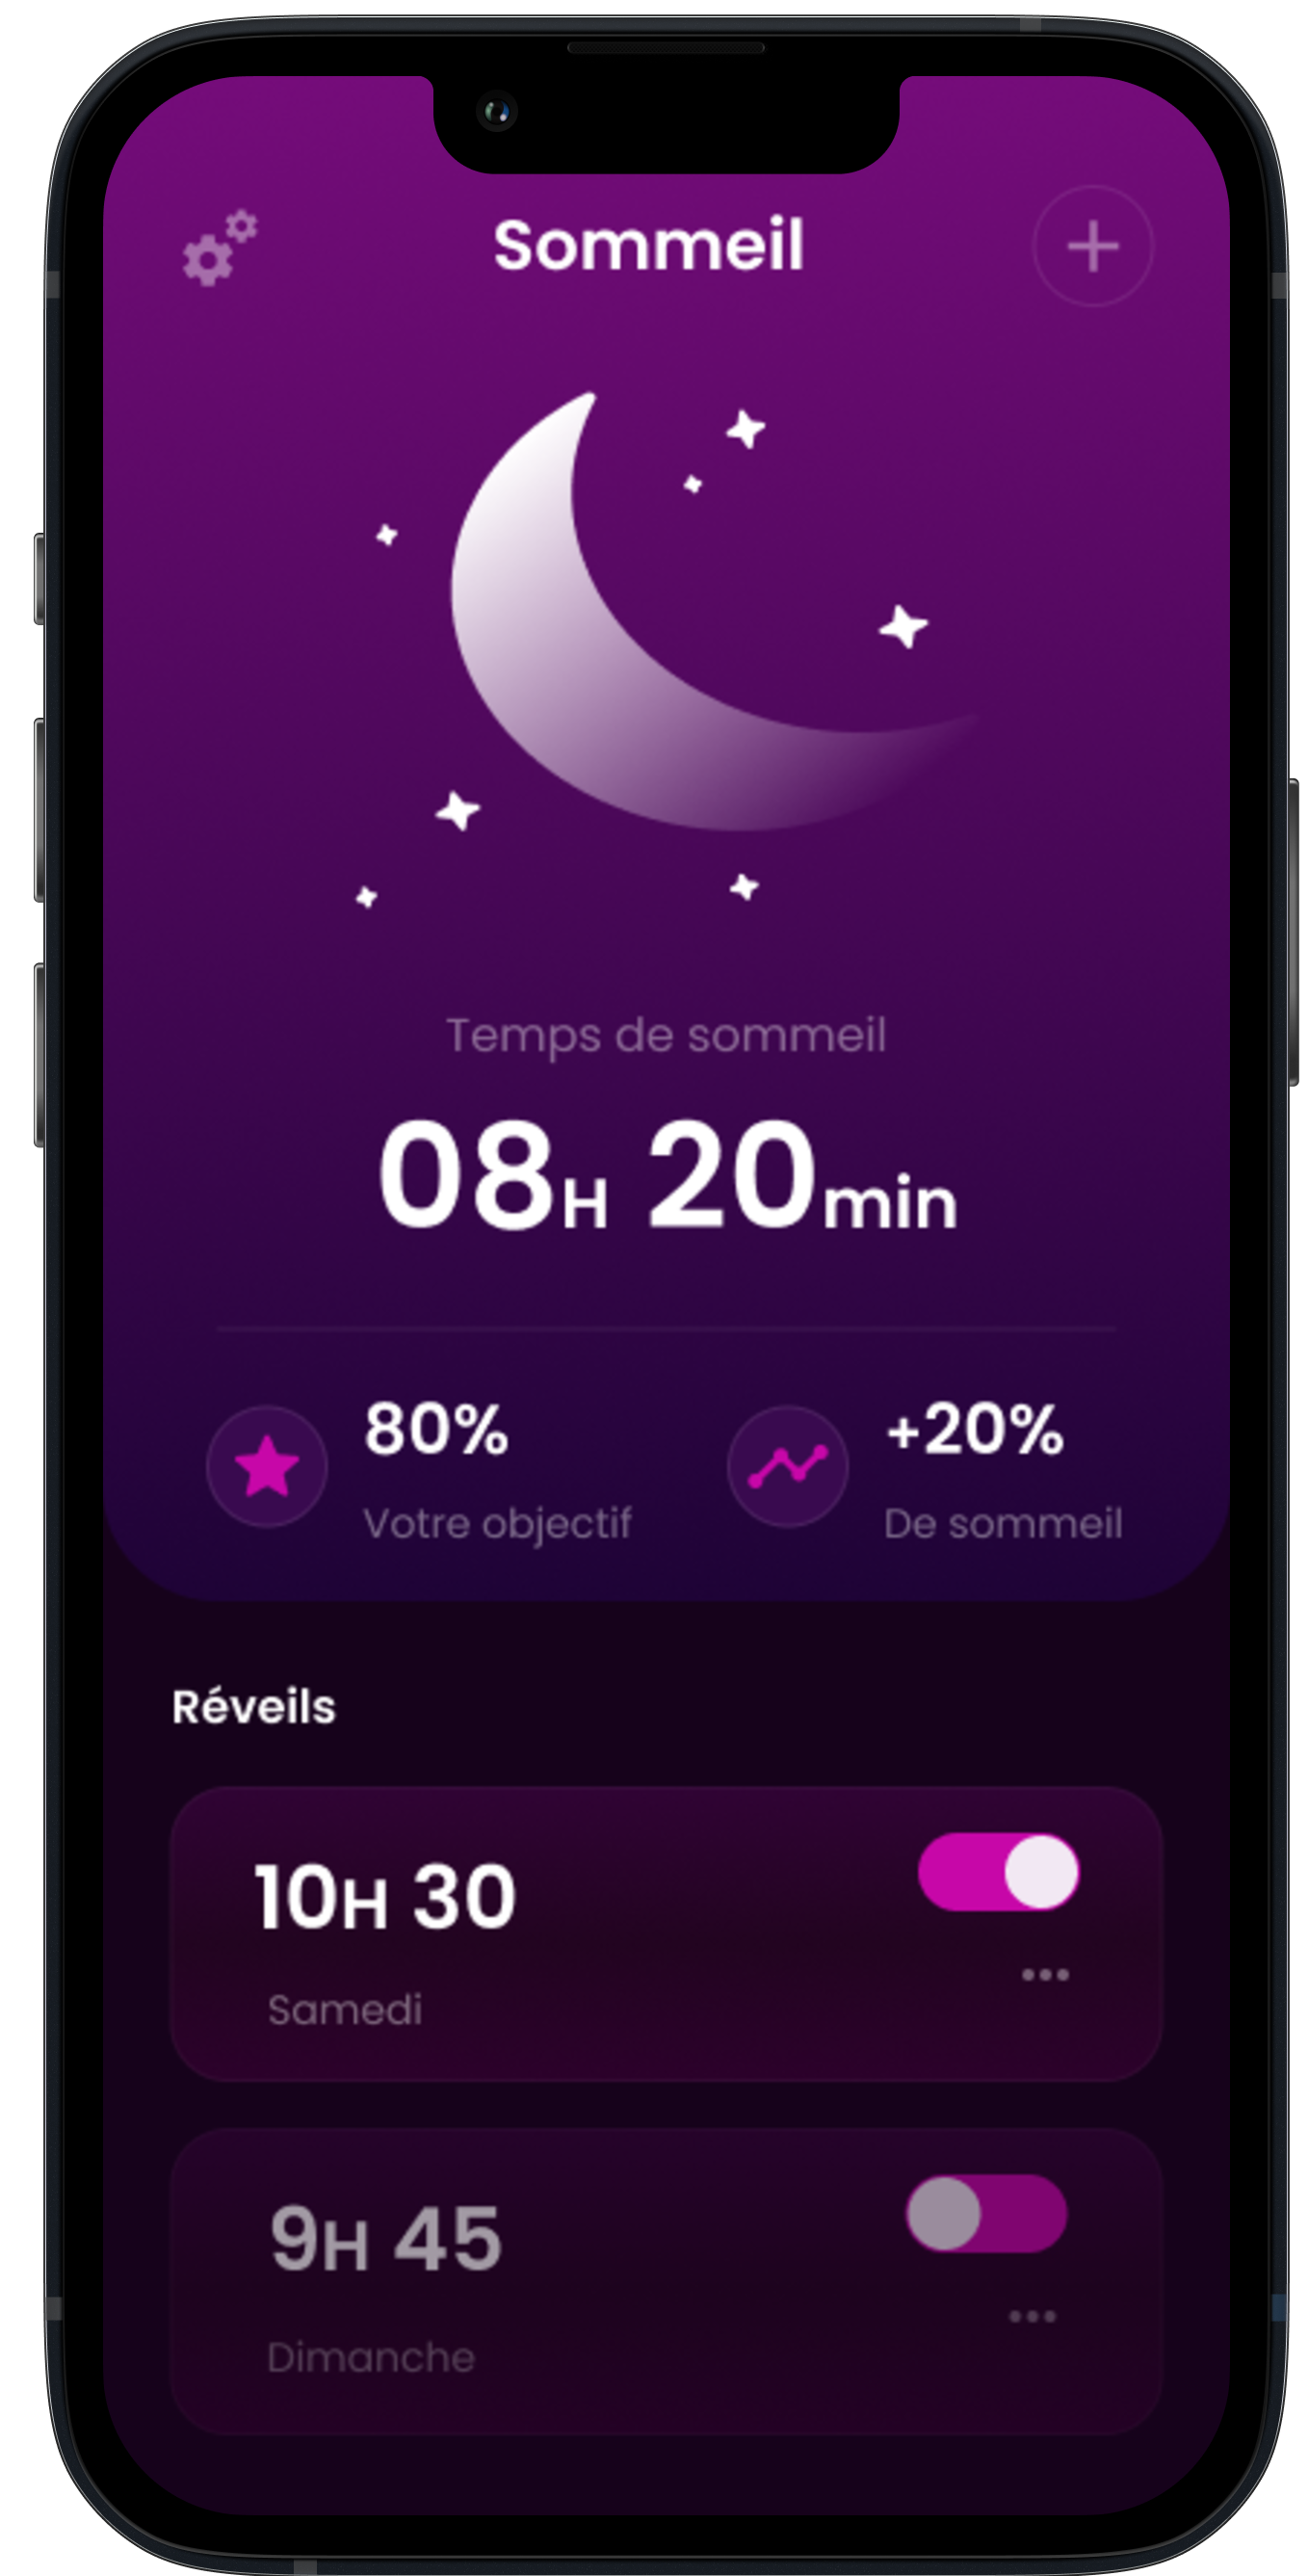 Sommeil
Temps de sommeil
08H 20min
80%
Votre objectif
+20%
De sommeil
Réveils
10H 30
Samedi
9H 45
Dimanche